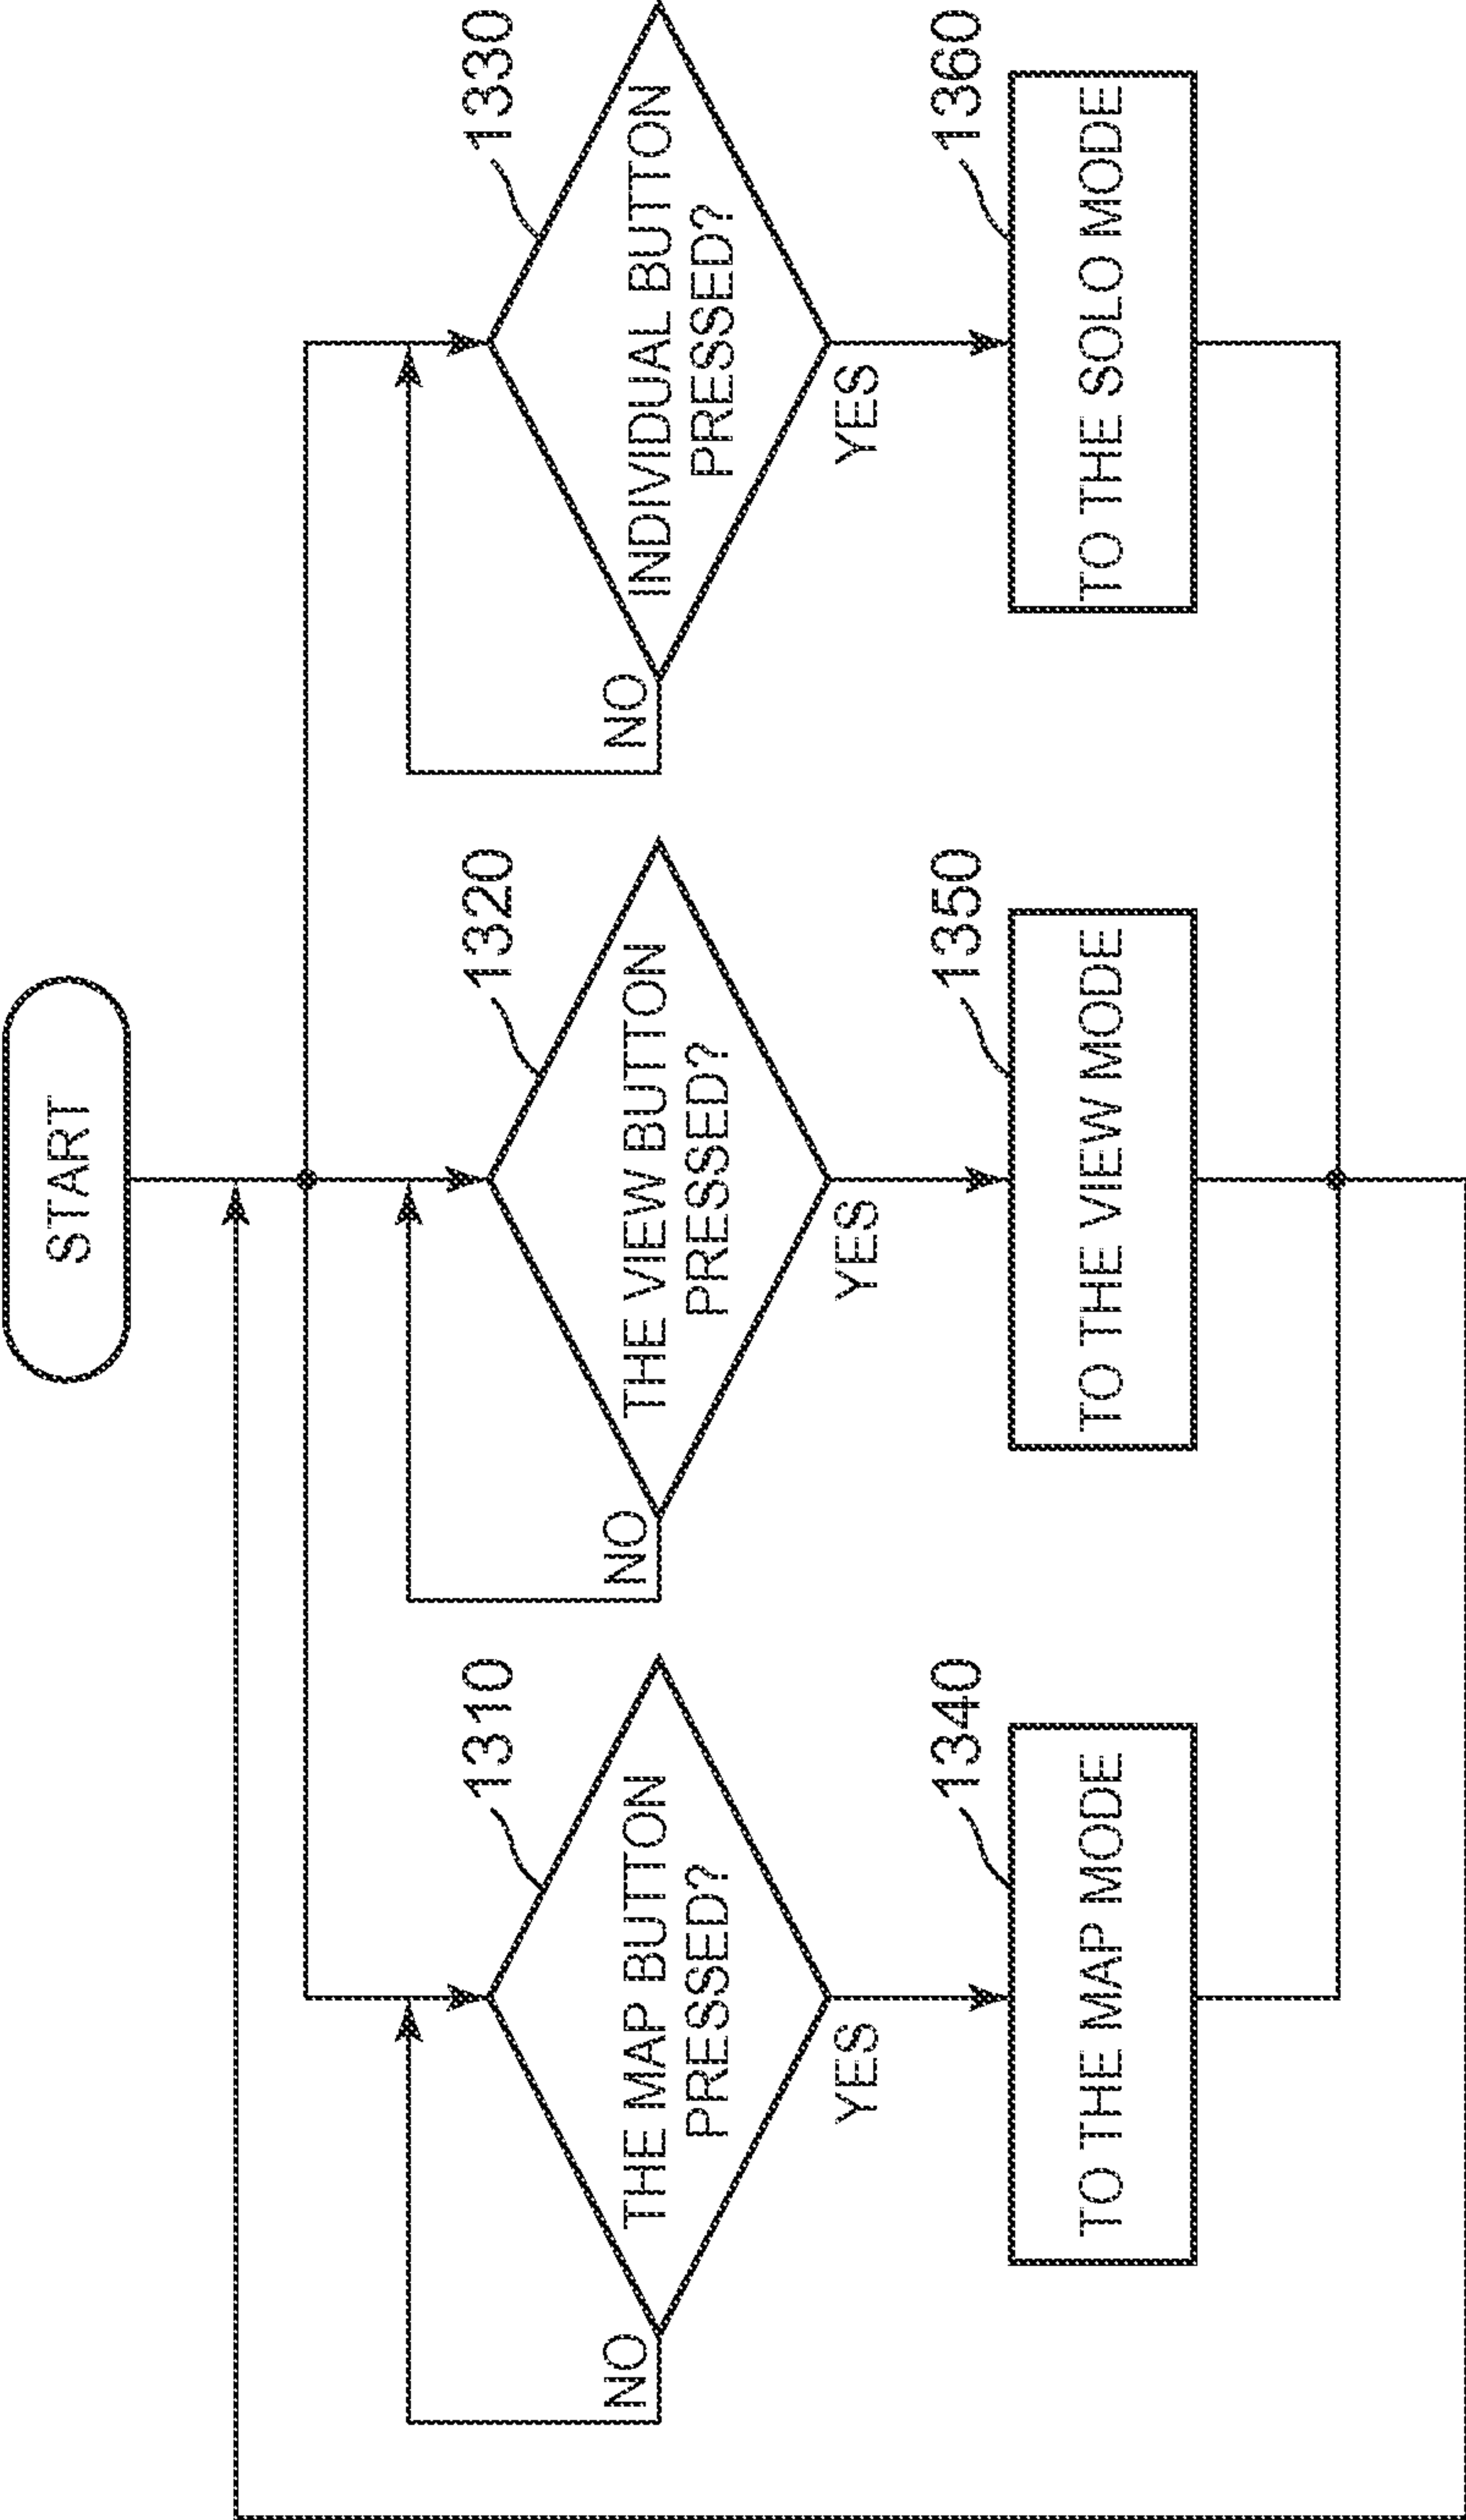 START
1310
THE MAP BUTTON
PRESSED?
NO
YES
1320
THE VIEW BUTTON
PRESSED?
NO
YES
1330
INDIVIDUAL BUTTON
PRESSED?
NO
YES
1340
TO THE MAP MODE
1350
TO THE VIEW MODE
1360
TO THE SOLO MODE